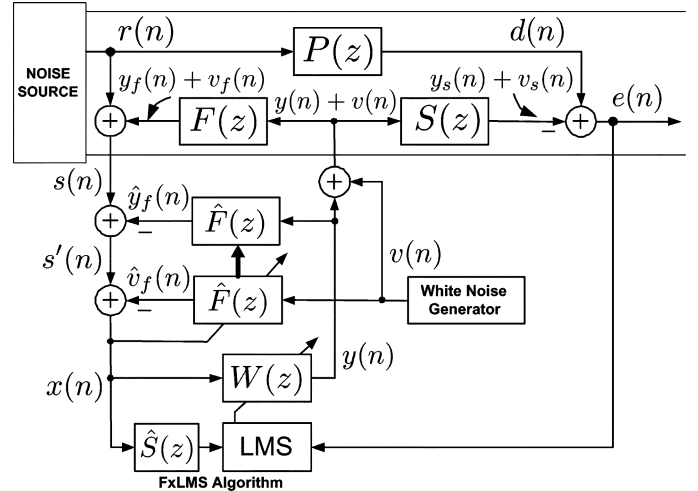 r(n)
P(z)
d(n)
NOISE
SOURCE
y_f(n) + v_f(n)
y(n) + v(n)
y_s(n) + v_s(n)
e(n)
+
F(z)
S(z)
−
+
s(n)
+
ŷ_f(n)
−
F̂(z)
+
s′(n)
v̂_f(n)
v(n)
+
−
F̂(z)
White Noise
Generator
x(n)
W(z)
y(n)
Ŝ(z)
LMS
FxLMS Algorithm